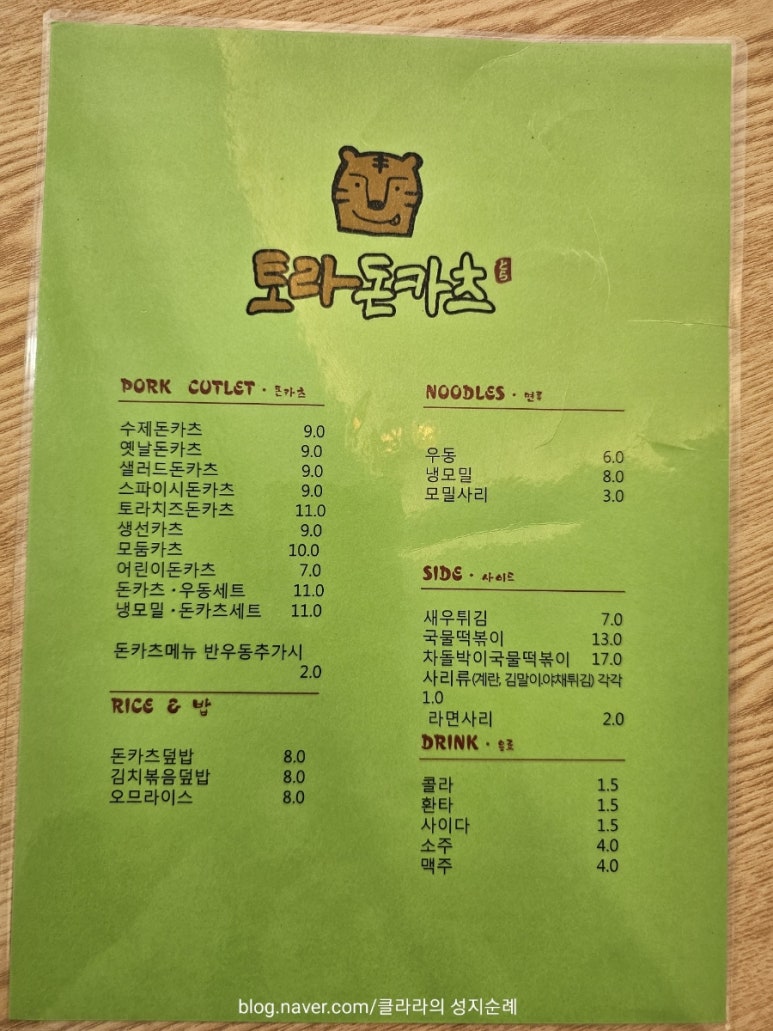 토라돈카츠
とら
PORK CUTLET · 돈카츠
수제돈카츠 9.0
옛날돈카츠 9.0
샐러드돈카츠 9.0
스파이시돈카츠 9.0
토라치즈돈카츠 11.0
생선카츠 9.0
모둠카츠 10.0
어린이돈카츠 7.0
돈카츠·우동세트 11.0
냉모밀·돈카츠세트 11.0
돈카츠메뉴 반우동추가시
2.0
RICE & 밥
돈카츠덮밥 8.0
김치볶음덮밥 8.0
오므라이스 8.0
NOODLES · 면류
우동 6.0
냉모밀 8.0
모밀사리 3.0
SIDE · 사이드
새우튀김 7.0
국물떡볶이 13.0
차돌박이국물떡볶이 17.0
사리류(계란, 김말이.야채튀김) 각각
1.0
라면사리 2.0
DRINK · 음료
콜라 1.5
환타 1.5
사이다 1.5
소주 4.0
맥주 4.0
blog.naver.com/클라라의 성지순례